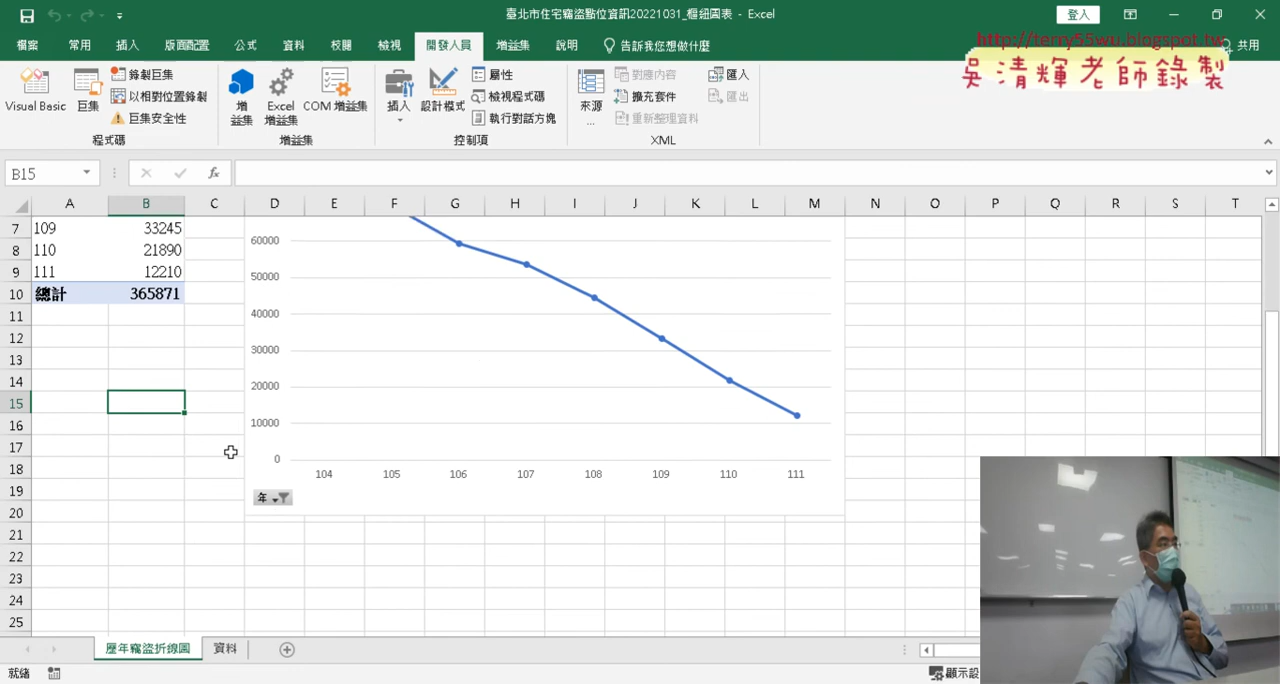 臺北市住宅竊盜點位資訊20221031_樞紐圖表 - Excel
登入
檔案 常用 插入 版面配置 公式 資料 校閱 檢視 開發人員 增益集 說明 告訴我您想做什麼 共用
http://terry55wu.blogspot.tw
吳清輝老師錄製
Visual Basic 巨集 錄製巨集 以相對位置錄製 巨集安全性
程式碼
增益集 Excel 增益集 COM 增益集
增益集
插入 設計模式 屬性 檢視程式碼 執行對話方塊
控制項
來源... 對應內容 擴充套件 重新整理資料 匯入 匯出
XML
B15 fx
A B C D E F G H I J K L M N O P Q R S T
7 109 33245
8 110 21890
9 111 12210
10 總計 365871
11
12
13
14
15
16
17
18
19
20
21
22
23
24
25
60000
50000
40000
30000
20000
10000
0
104 105 106 107 108 109 110 111
年
歷年竊盜折線圖 資料
就緒 顯示設